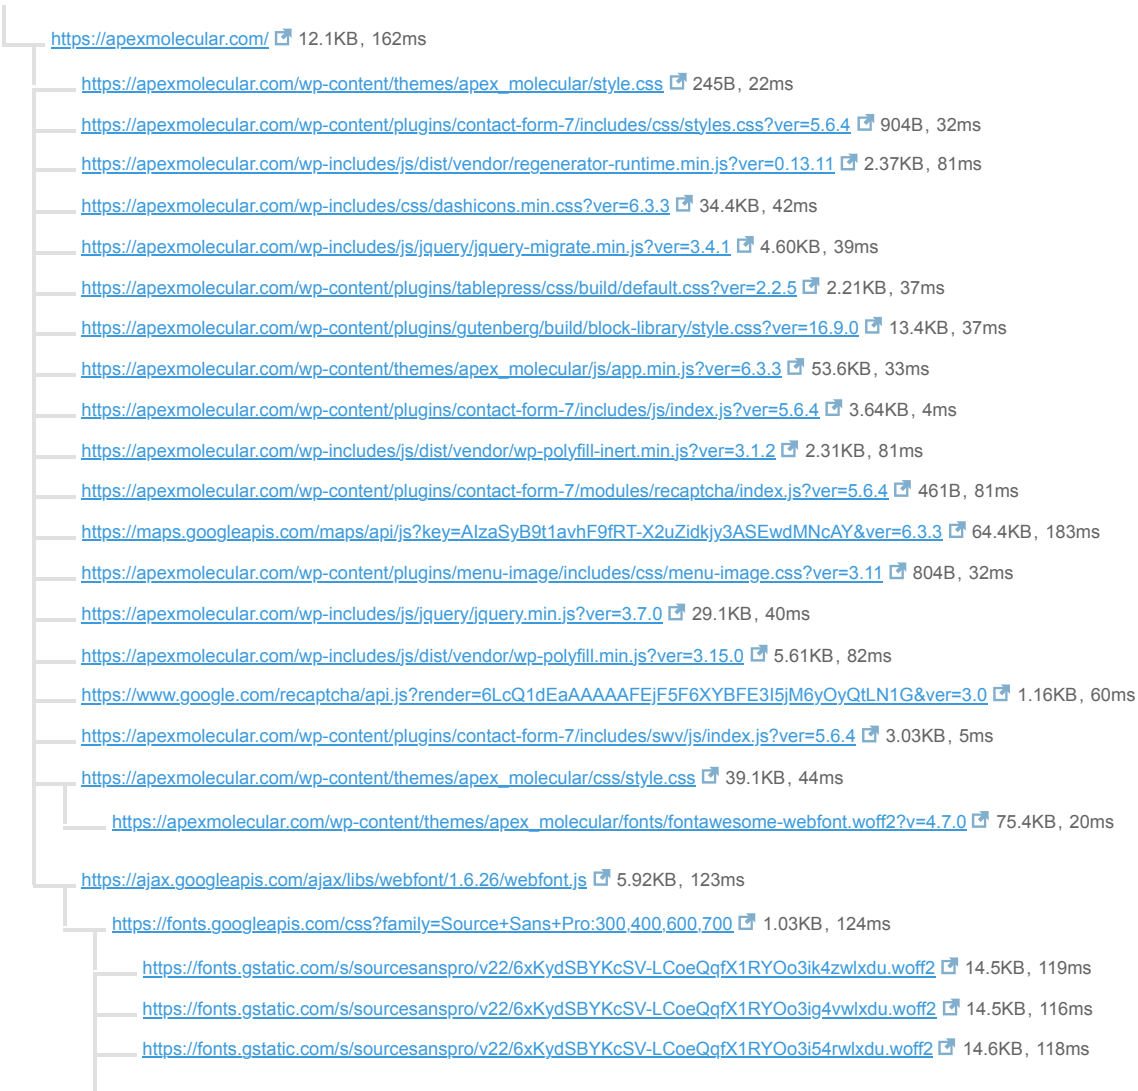 https://apexmolecular.com/ 12.1KB, 162ms
https://apexmolecular.com/wp-content/themes/apex_molecular/style.css 245B, 22ms
https://apexmolecular.com/wp-content/plugins/contact-form-7/includes/css/styles.css?ver=5.6.4 904B, 32ms
https://apexmolecular.com/wp-includes/js/dist/vendor/regenerator-runtime.min.js?ver=0.13.11 2.37KB, 81ms
https://apexmolecular.com/wp-includes/css/dashicons.min.css?ver=6.3.3 34.4KB, 42ms
https://apexmolecular.com/wp-includes/js/jquery/jquery-migrate.min.js?ver=3.4.1 4.60KB, 39ms
https://apexmolecular.com/wp-content/plugins/tablepress/css/build/default.css?ver=2.2.5 2.21KB, 37ms
https://apexmolecular.com/wp-content/plugins/gutenberg/build/block-library/style.css?ver=16.9.0 13.4KB, 37ms
https://apexmolecular.com/wp-content/themes/apex_molecular/js/app.min.js?ver=6.3.3 53.6KB, 33ms
https://apexmolecular.com/wp-content/plugins/contact-form-7/includes/js/index.js?ver=5.6.4 3.64KB, 4ms
https://apexmolecular.com/wp-includes/js/dist/vendor/wp-polyfill-inert.min.js?ver=3.1.2 2.31KB, 81ms
https://apexmolecular.com/wp-content/plugins/contact-form-7/modules/recaptcha/index.js?ver=5.6.4 461B, 81ms
https://maps.googleapis.com/maps/api/js?key=AIzaSyB9t1avhF9fRT-X2uZidkjy3ASEwdMNcAY&ver=6.3.3 64.4KB, 183ms
https://apexmolecular.com/wp-content/plugins/menu-image/includes/css/menu-image.css?ver=3.11 804B, 32ms
https://apexmolecular.com/wp-includes/js/jquery/jquery.min.js?ver=3.7.0 29.1KB, 40ms
https://apexmolecular.com/wp-includes/js/dist/vendor/wp-polyfill.min.js?ver=3.15.0 5.61KB, 82ms
https://www.google.com/recaptcha/api.js?render=6LcQ1dEaAAAAAFEjF5F6XYBFE3I5jM6yOyQtLN1G&ver=3.0 1.16KB, 60ms
https://apexmolecular.com/wp-content/plugins/contact-form-7/includes/swv/js/index.js?ver=5.6.4 3.03KB, 5ms
https://apexmolecular.com/wp-content/themes/apex_molecular/css/style.css 39.1KB, 44ms
https://apexmolecular.com/wp-content/themes/apex_molecular/fonts/fontawesome-webfont.woff2?v=4.7.0 75.4KB, 20ms
https://ajax.googleapis.com/ajax/libs/webfont/1.6.26/webfont.js 5.92KB, 123ms
https://fonts.googleapis.com/css?family=Source+Sans+Pro:300,400,600,700 1.03KB, 124ms
https://fonts.gstatic.com/s/sourcesanspro/v22/6xKydSBYKcSV-LCoeQqfX1RYOo3ik4zwlxdu.woff2 14.5KB, 119ms
https://fonts.gstatic.com/s/sourcesanspro/v22/6xKydSBYKcSV-LCoeQqfX1RYOo3ig4vwlxdu.woff2 14.5KB, 116ms
https://fonts.gstatic.com/s/sourcesanspro/v22/6xKydSBYKcSV-LCoeQqfX1RYOo3i54rwlxdu.woff2 14.6KB, 118ms